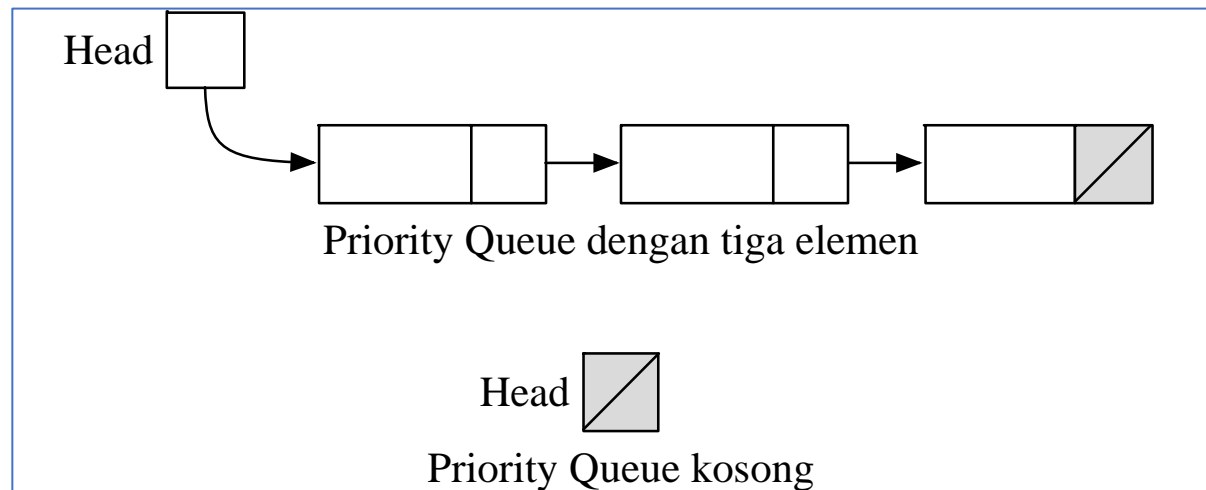 Head
Priority Queue dengan tiga elemen
Head
Priority Queue kosong